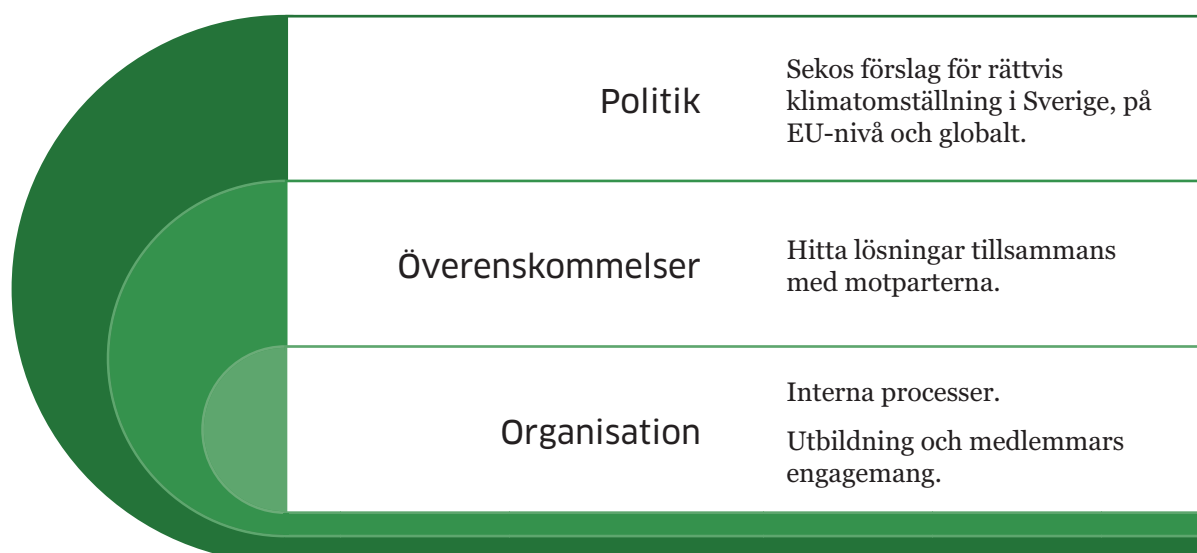 Politik
Sekos förslag för rättvis
klimatomställning i Sverige, på
EU-nivå och globalt.
Överenskommelser
Hitta lösningar tillsammans
med motparterna.
Organisation
Interna processer.
Utbildning och medlemmars
engagemang.